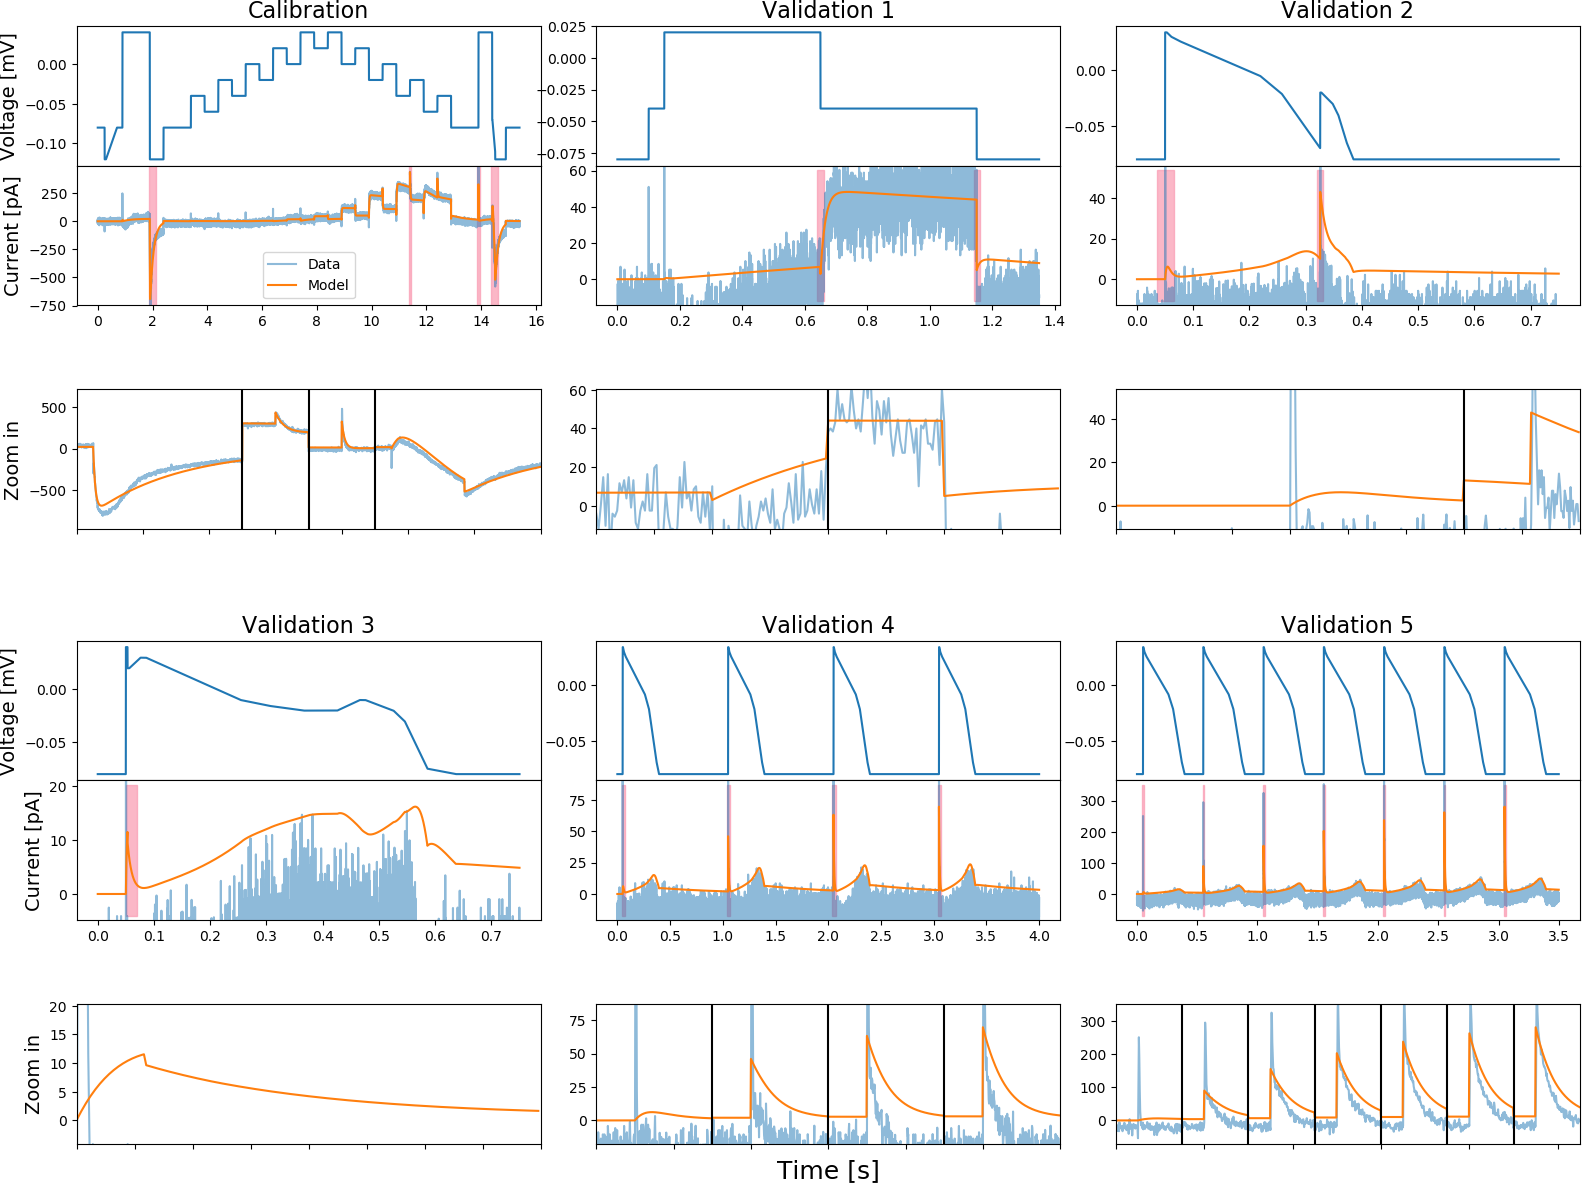 Calibration
Validation 1
Validation 2
Voltage [mV]
0.00
−0.05
−0.10
0.025
0.000
−0.025
−0.050
−0.075
0.00
−0.05
Current [pA]
250
0
−250
−500
−750
Data
Model
60
40
20
0
40
20
0
0 2 4 6 8 10 12 14 16
0.0 0.2 0.4 0.6 0.8 1.0 1.2 1.4
0.0 0.1 0.2 0.3 0.4 0.5 0.6 0.7
Zoom in
500
0
−500
60
40
20
0
40
20
0
Validation 3
Validation 4
Validation 5
Voltage [mV]
0.00
−0.05
0.00
−0.05
0.00
−0.05
Current [pA]
20
10
0
75
50
25
0
300
200
100
0
0.0 0.1 0.2 0.3 0.4 0.5 0.6 0.7
0.0 0.5 1.0 1.5 2.0 2.5 3.0 3.5 4.0
0.0 0.5 1.0 1.5 2.0 2.5 3.0 3.5
Zoom in
20
15
10
5
0
75
50
25
0
300
200
100
0
Time [s]